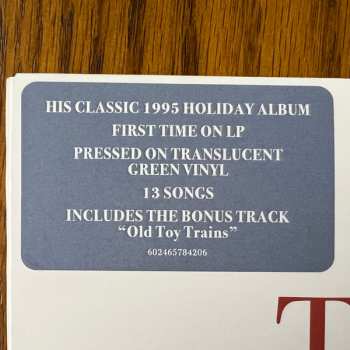 HIS CLASSIC 1995 HOLIDAY ALBUM
FIRST TIME ON LP
PRESSED ON TRANSLUCENT
GREEN VINYL
13 SONGS
INCLUDES THE BONUS TRACK
“Old Toy Trains”
602465784206
T